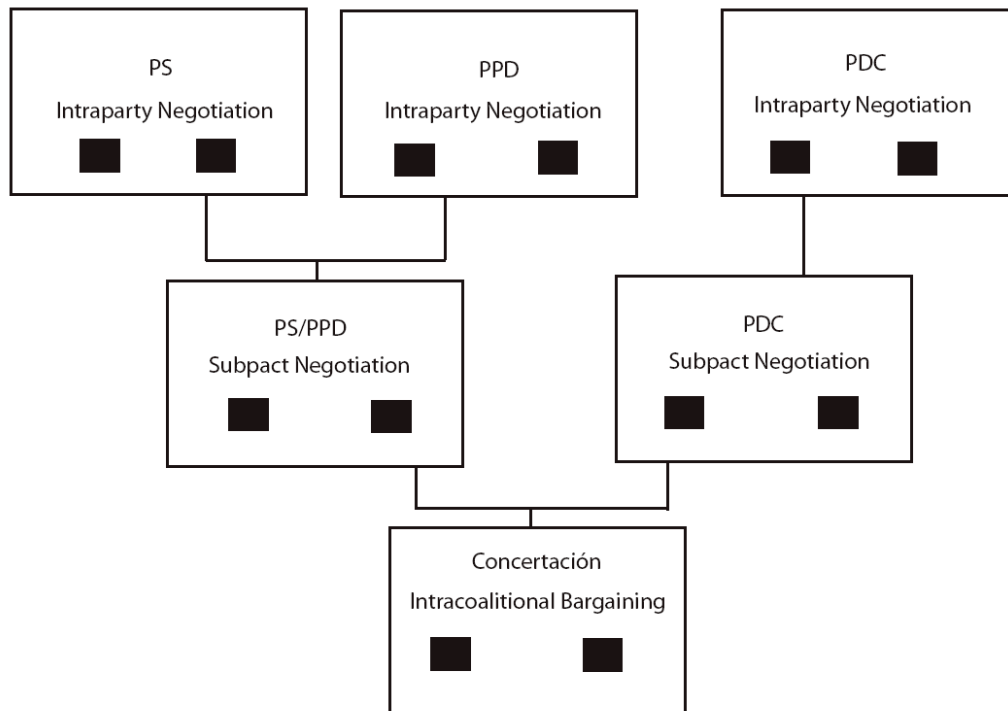 PS
Intraparty Negotiation
PPD
Intraparty Negotiation
PDC
Intraparty Negotiation
PS/PPD
Subpact Negotiation
PDC
Subpact Negotiation
Concertación
Intracoalitional Bargaining